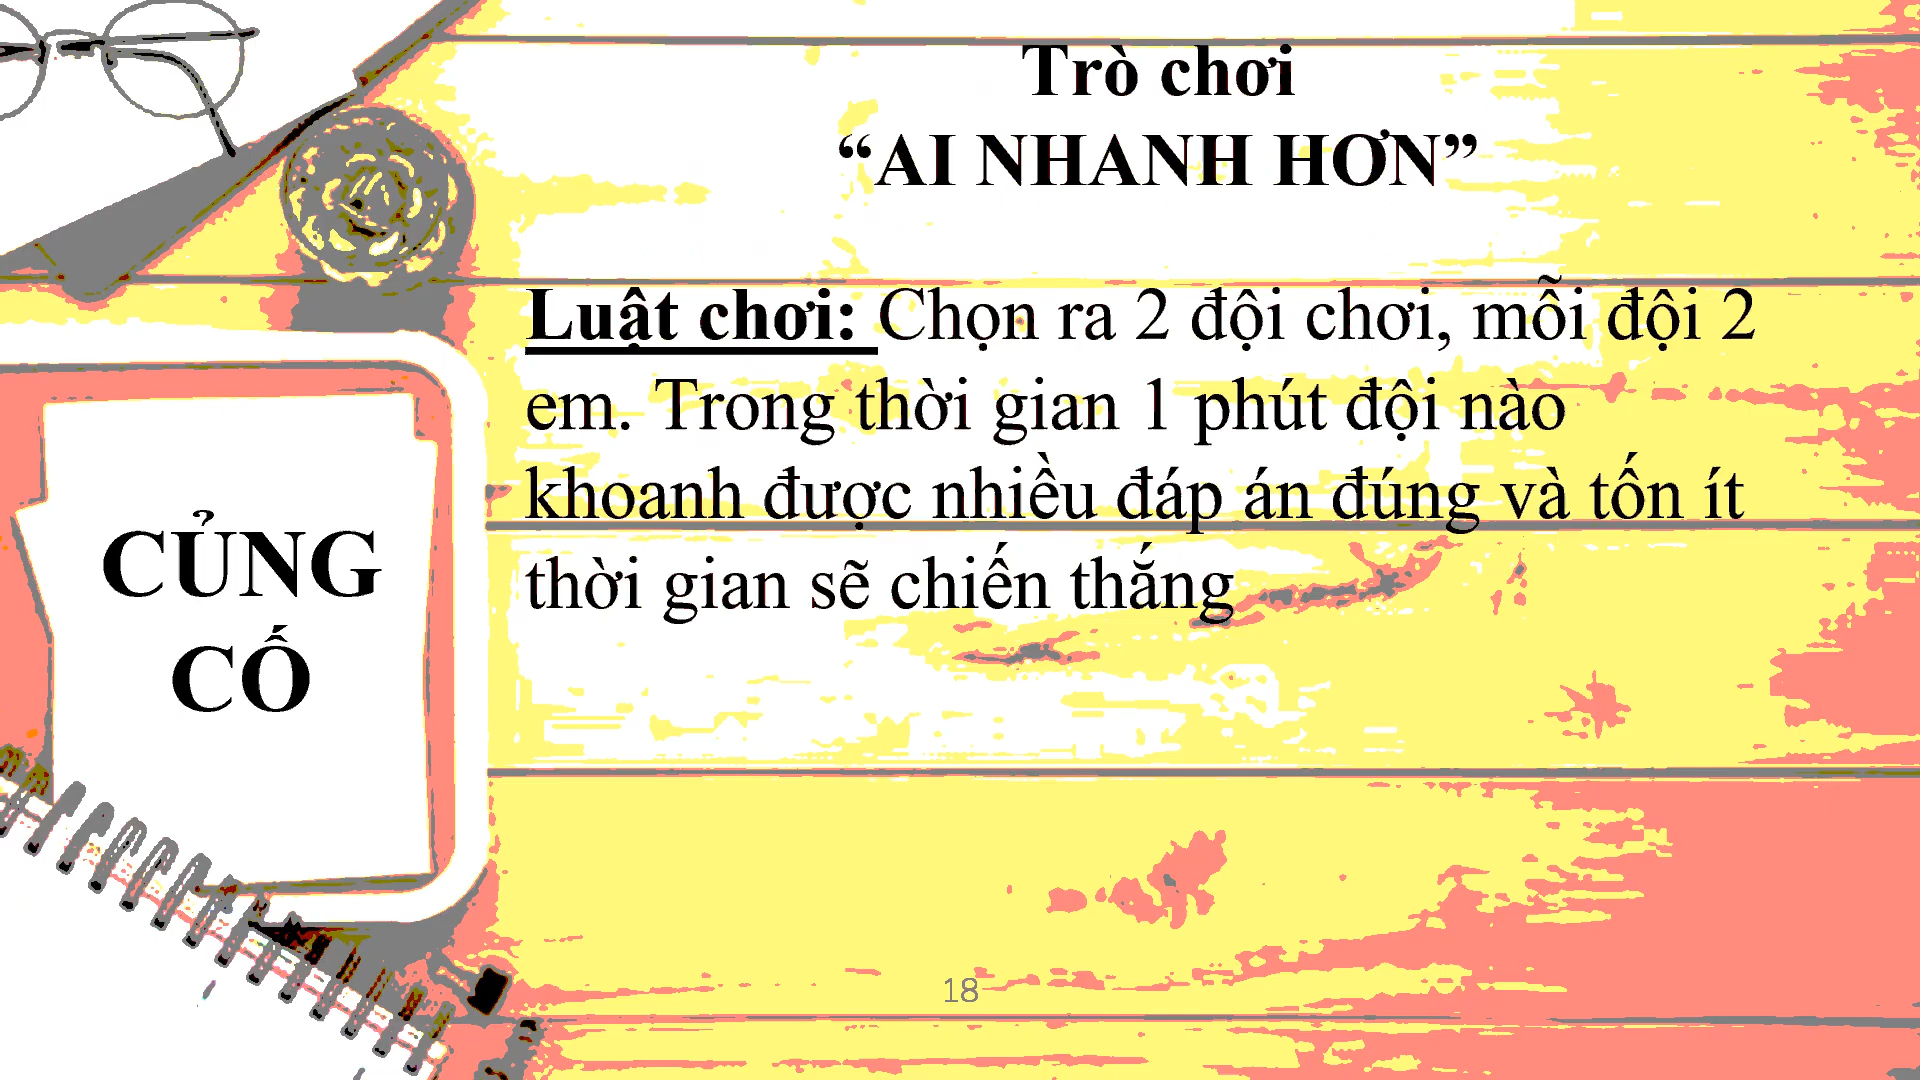 Trò chơi
“AI NHANH HƠN”
Luật chơi: Chọn ra 2 đội chơi, mỗi đội 2
em. Trong thời gian 1 phút đội nào
khoanh được nhiều đáp án đúng và tốn ít
thời gian sẽ chiến thắng
CỦNG
CỐ
18